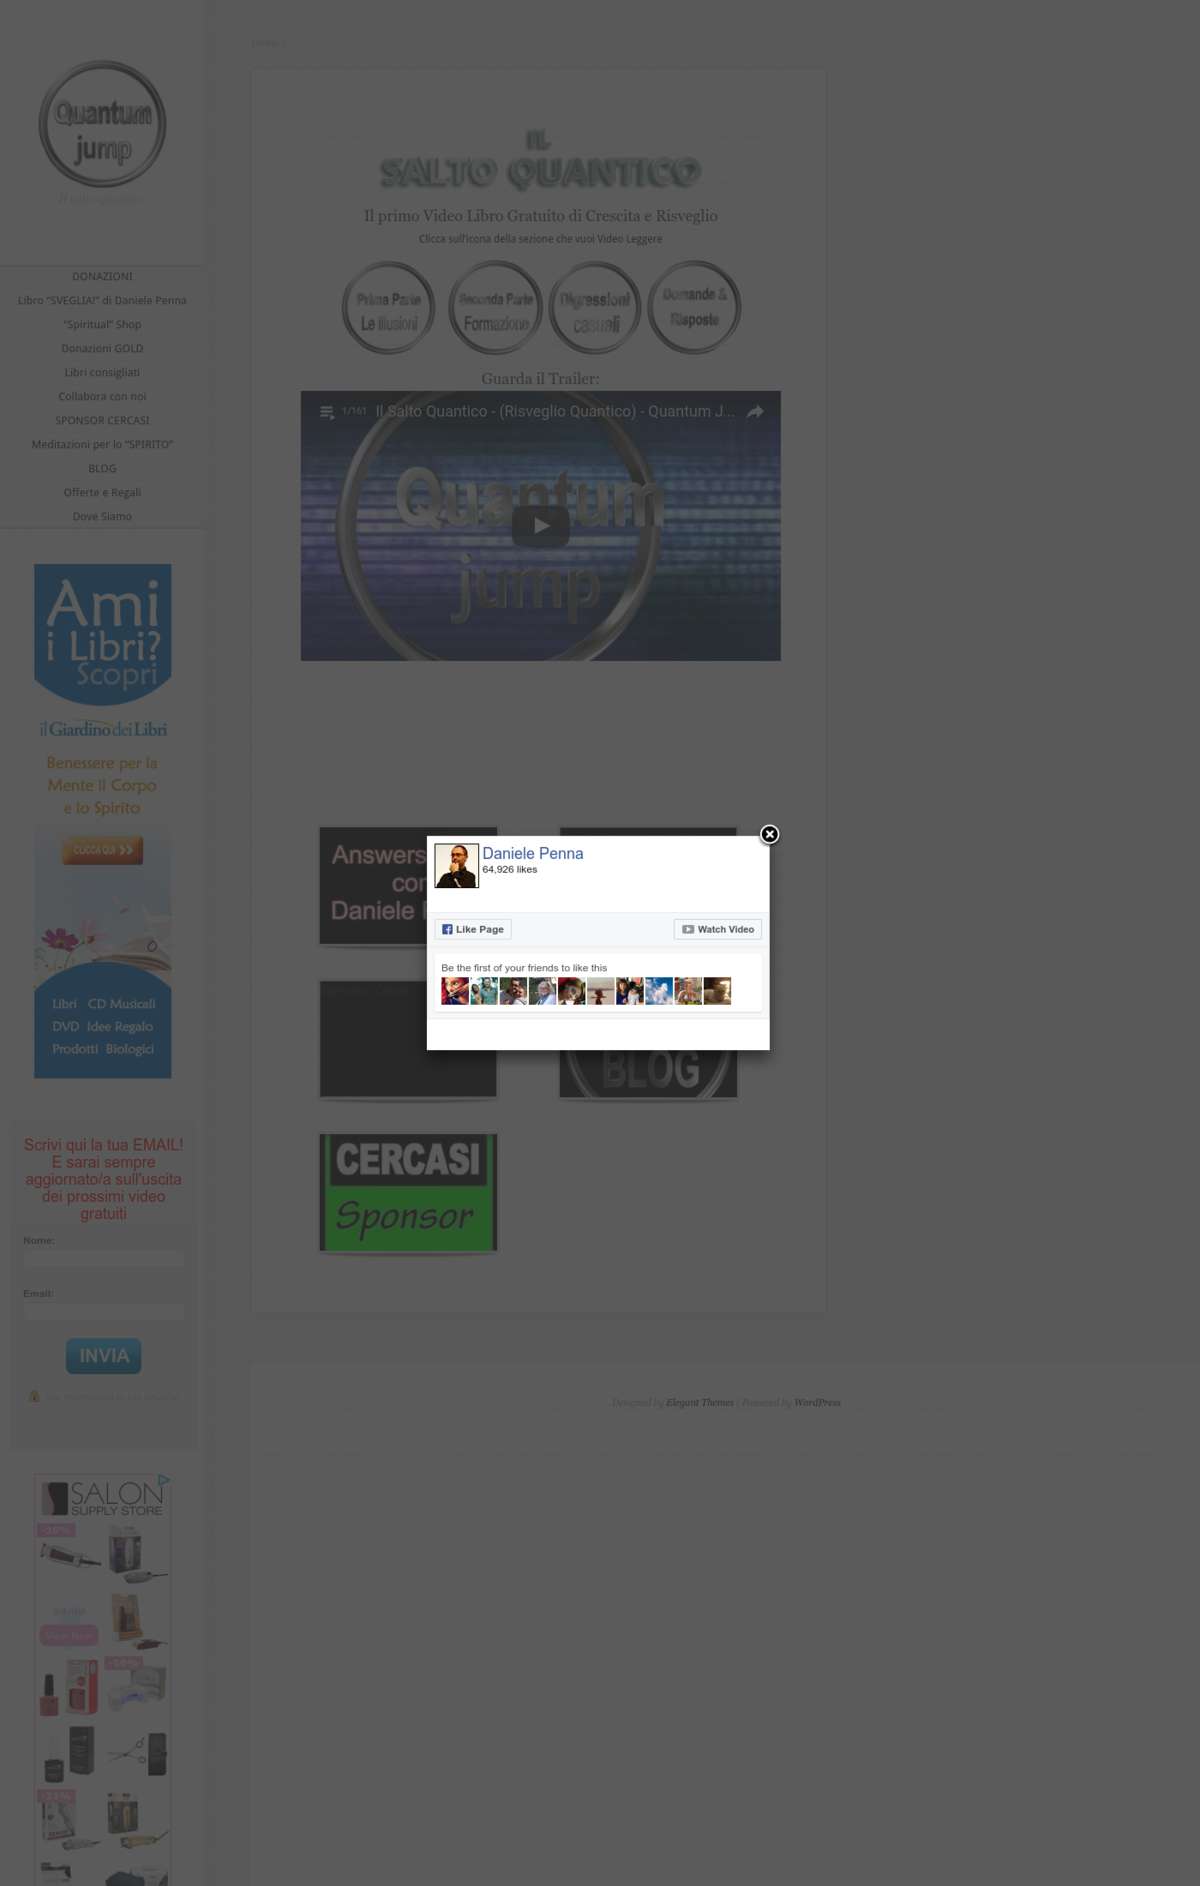 Home
Quantum
jump
Il salto quantico
DONAZIONI
Libro “SVEGLIA!” di Daniele Penna
“Spiritual” Shop
Donazioni GOLD
Libri consigliati
Collabora con noi
SPONSOR CERCASI
Meditazioni per lo “SPIRITO”
BLOG
Offerte e Regali
Dove Siamo
Ami
i Libri?
Scopri
il Giardino dei Libri
Benessere per la
Mente Il Corpo
e lo Spirito
CLICCA QUI
Libri CD Musicali
DVD Idee Regalo
Prodotti Biologici
Scrivi qui la tua EMAIL!
E sarai sempre
aggiornato/a sull'uscita
dei prossimi video
gratuiti
Nome:
Email:
INVIA
SALON
SUPPLY STORE
View Now
IL
SALTO QUANTICO
Il primo Video Libro Gratuito di Crescita e Risveglio
Clicca sull'icona della sezione che vuoi Video Leggere
Prima Parte
Le Illusioni
Seconda Parte
Formazione
Digressioni
casuali
Domande &
Risposte
Guarda il Trailer:
1/161 Il Salto Quantico - (Risveglio Quantico) - Quantum J...
Quantum
jump
Answers
con
Daniele
Daniele Penna
64,926 likes
Like Page
Watch Video
Be the first of your friends to like this
BLOG
CERCASI
Sponsor
Designed by Elegant Themes | Powered by WordPress